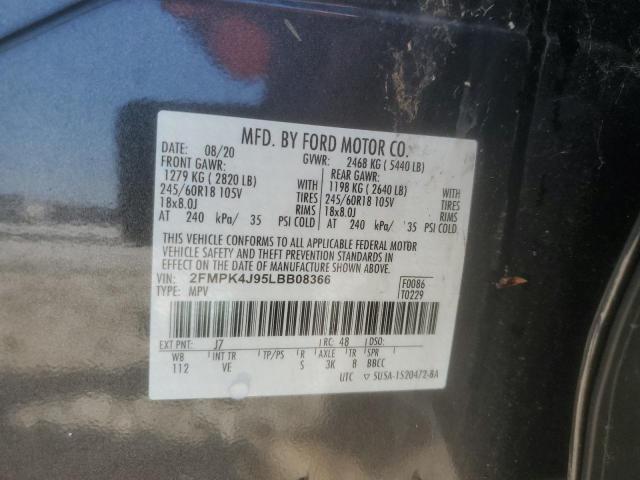 MFD. BY FORD MOTOR CO.
DATE: 08/20 GVWR: 2468 KG ( 5440 LB)
FRONT GAWR: REAR GAWR:
1279 KG ( 2820 LB) WITH 1198 KG ( 2640 LB) WITH
245/60R18 105V TIRES 245/60R18 105V TIRES
18x8.0J RIMS 18x8.0J RIMS
AT 240 kPa/ 35 PSI COLD AT 240 kPa/ 35 PSI COLD
THIS VEHICLE CONFORMS TO ALL APPLICABLE FEDERAL MOTOR
VEHICLE SAFETY AND THEFT PREVENTION STANDARDS IN
EFFECT ON THE DATE OF MANUFACTURE SHOWN ABOVE.
VIN: 2FMPK4J95LBB08366 F0086
TYPE: MPV T0229
EXT PNT: J7 RC: 48 DSO:
WB INT TR TP/PS R AXLE TR SPR
112 VE S 3K 8 BBCC
UTC ▽ 5USA-1520472-BA